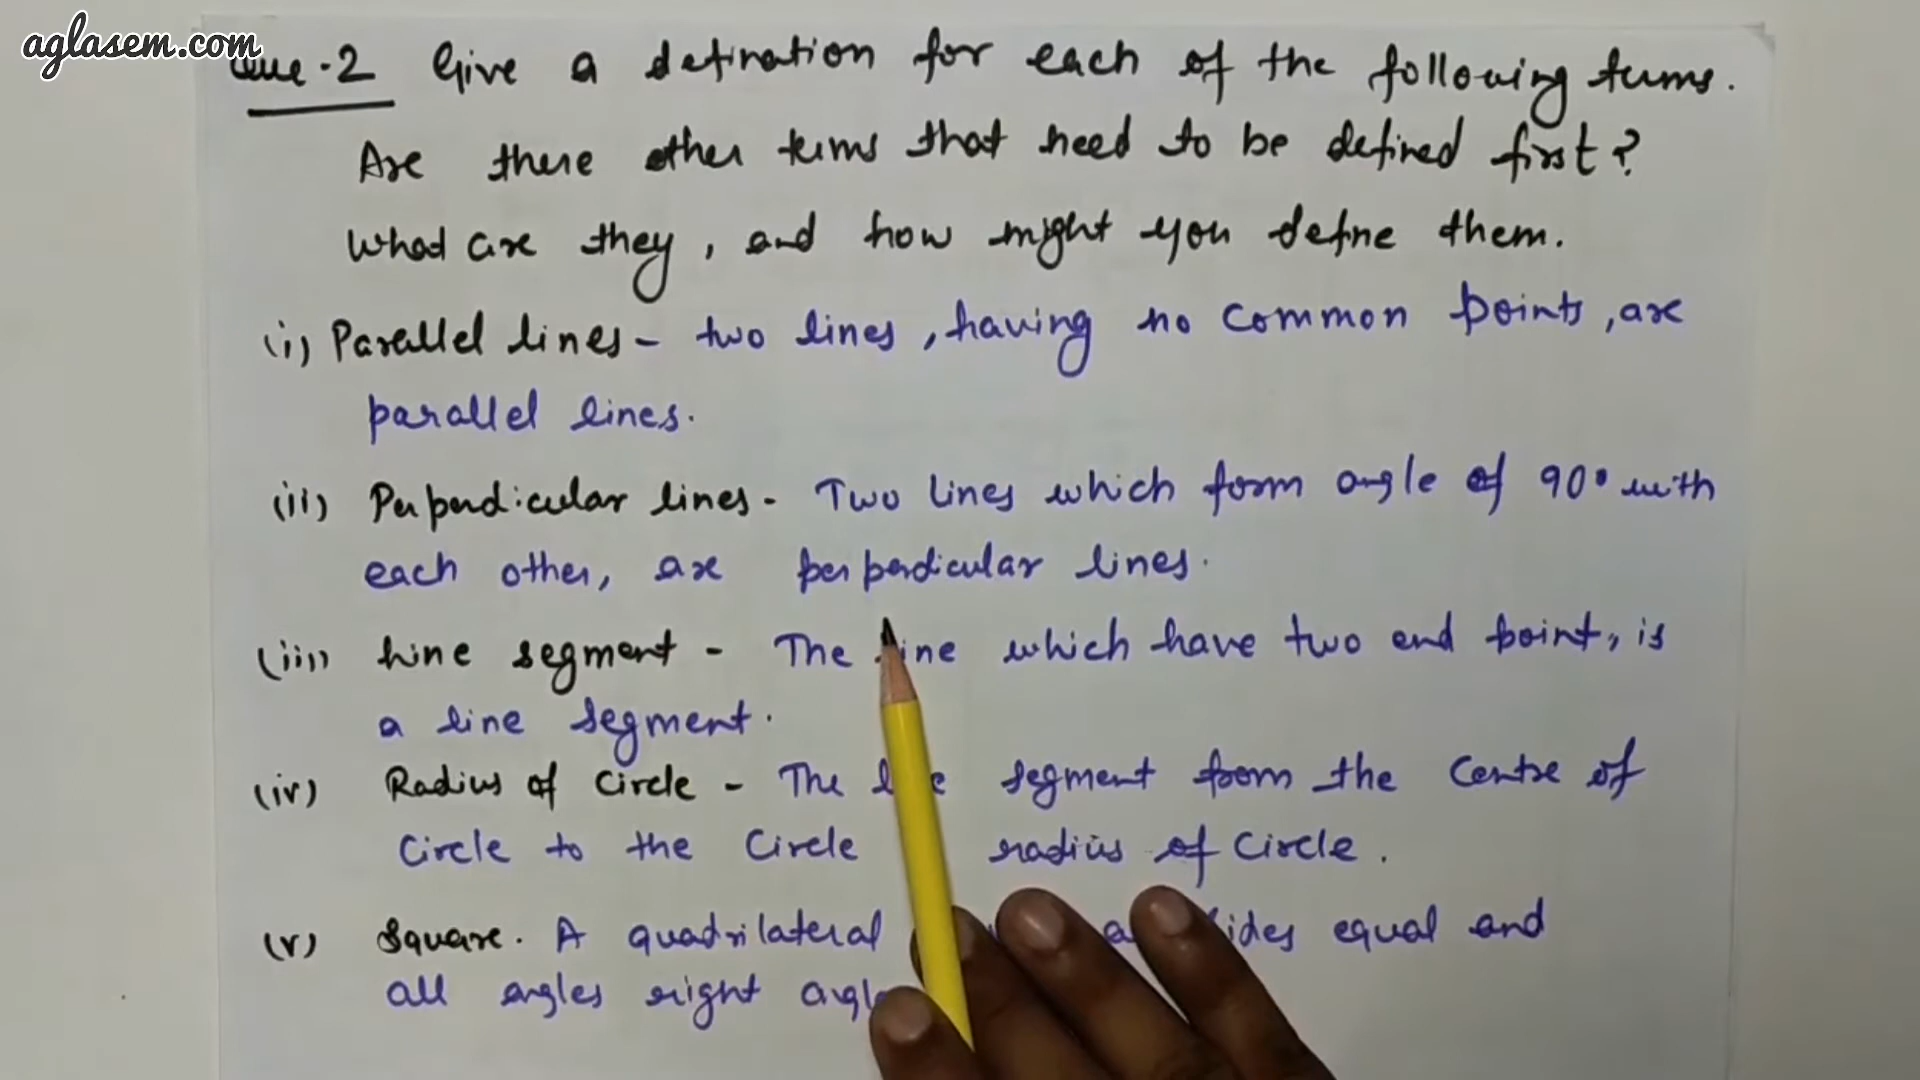 aglasem.com
Que.2 Give a defination for each of the following terms.
Are there other terms that need to be defined first?
What are they, and how might you define them.
(i) Parallel lines - two lines, having no common points, are
parallel lines.
(ii) Perpendicular lines - Two lines which form angle of 90° with
each other, are perpendicular lines.
(iii) Line segment - The line which have two end point, is
a line segment.
(iv) Radius of Circle - The segment from the Centre of
Circle to the Circle radius of Circle.
(v) Square. A quadrilateral sides equal and
all angles right